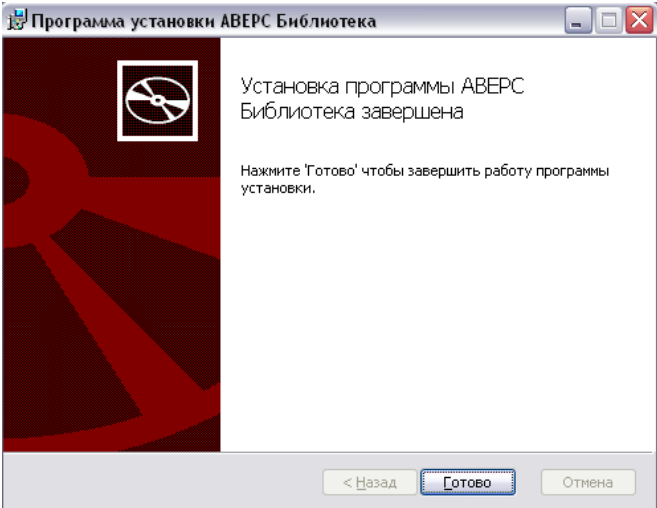 Программа установки АВЕРС Библиотека
Установка программы АВЕРС
Библиотека завершена
Нажмите 'Готово' чтобы завершить работу программы
установки.
< Назад Готово Отмена